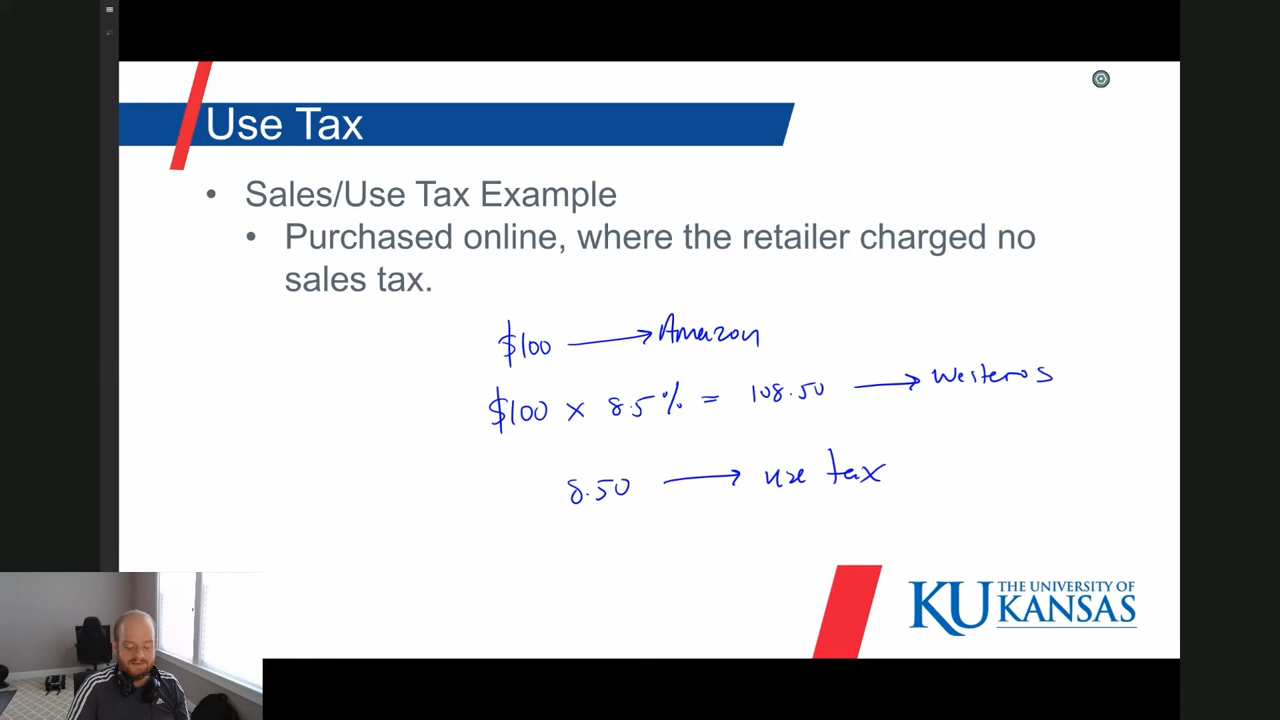 Use Tax
• Sales/Use Tax Example
• Purchased online, where the retailer charged no
sales tax.
$100 → Amazon
$100 x 8.5% = 108.50 → Westeros
8.50 → use tax
KU THE UNIVERSITY OF
KANSAS